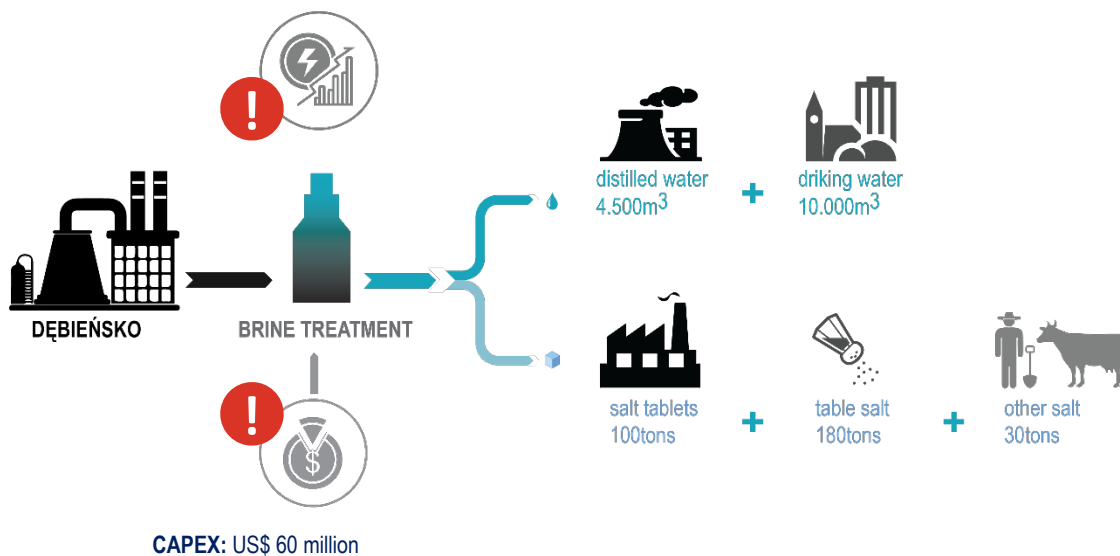 !
distilled water
4.500m³
+
driking water
10.000m³
DĘBIEŃSKO
BRINE TREATMENT
!
$
salt tablets
100tons
+
table salt
180tons
+
other salt
30tons
CAPEX: US$ 60 million